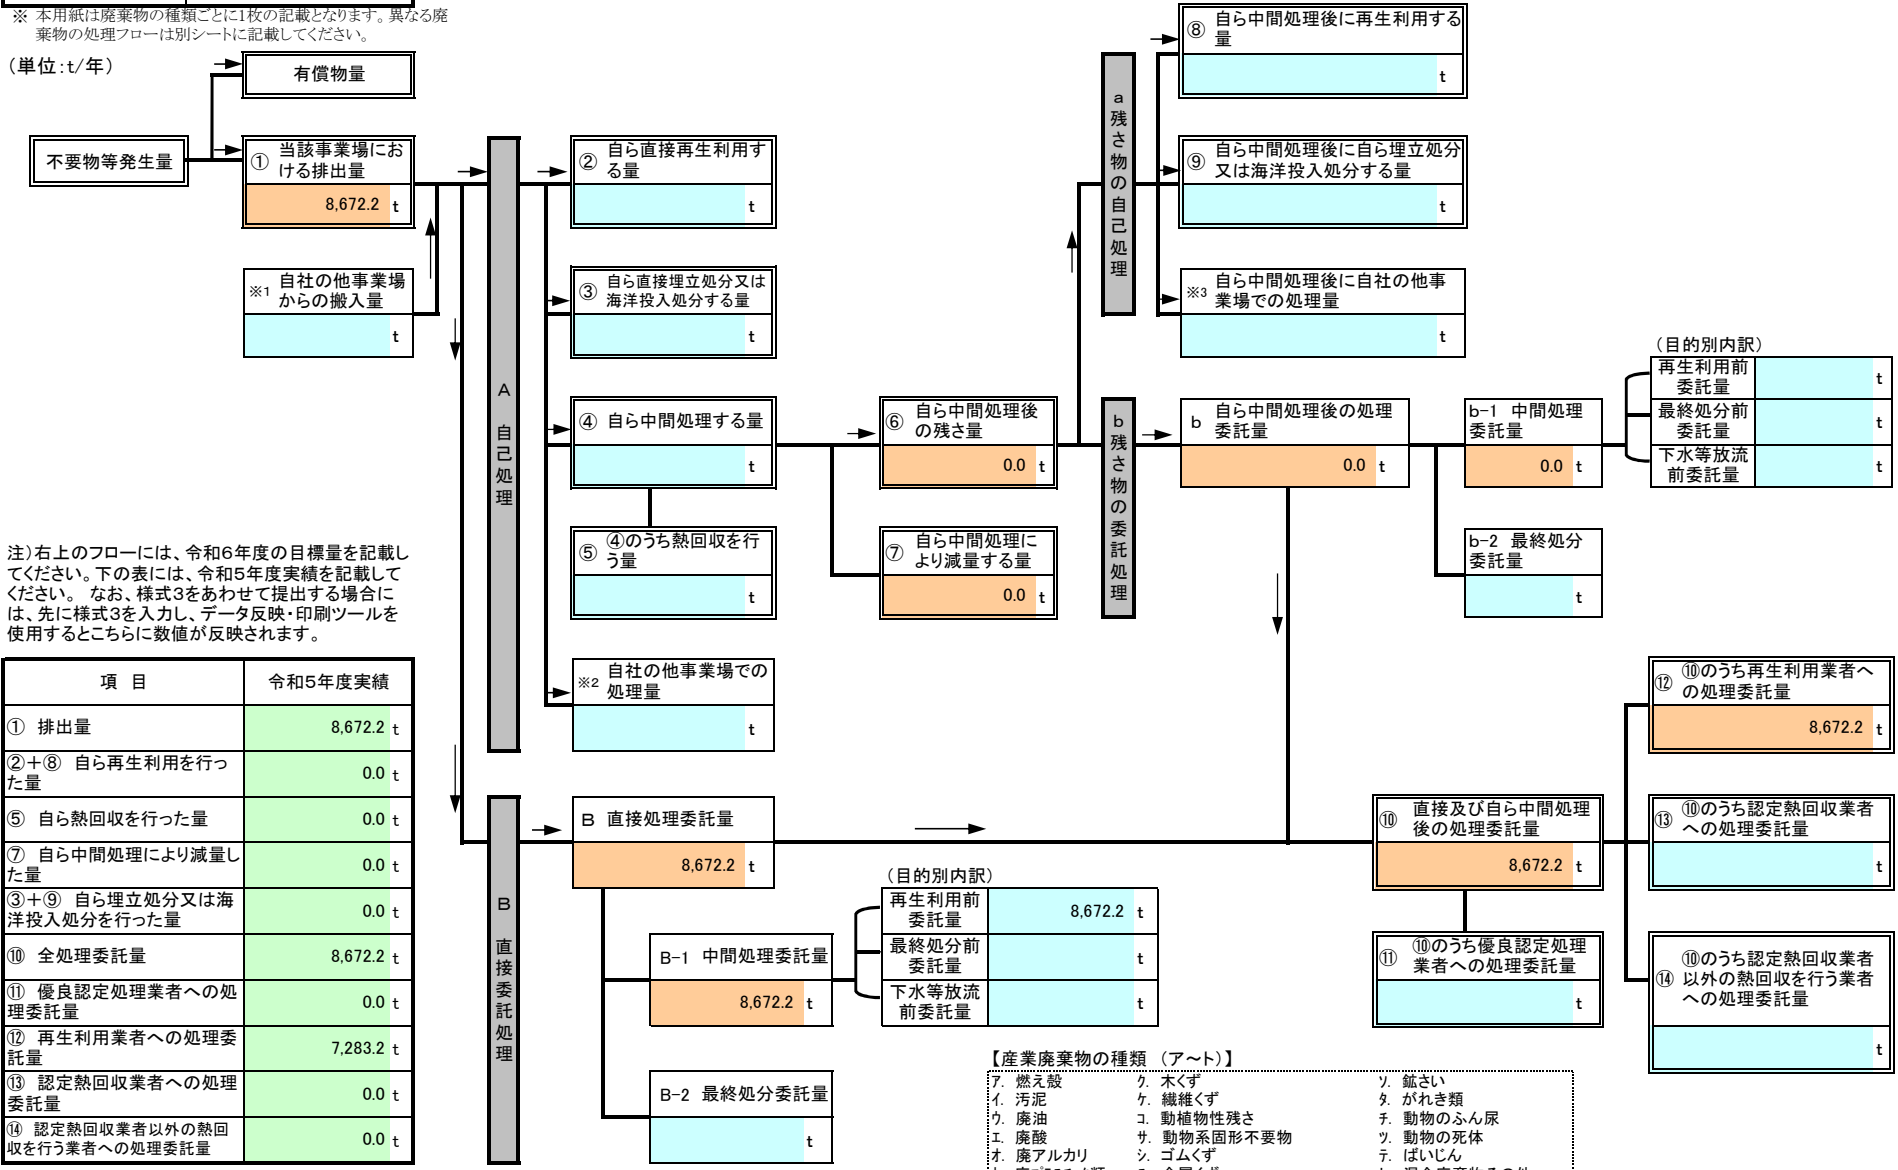 ※ 本用紙は廃棄物の種類ごとに1枚の記載となります。異なる廃
棄物の処理フローは別シートに記載してください。
（単位:t/年）
有償物量
不要物等発生量
① 当該事業場にお
ける排出量
8,672.2 t
※1 自社の他事業場
からの搬入量
t
A 自己処理
② 自ら直接再生利用す
る量
t
③ 自ら直接埋立処分又は
海洋投入処分する量
t
④ 自ら中間処理する量
t
⑤ ④のうち熱回収を行
う量
t
※2 自社の他事業場での
処理量
t
⑥ 自ら中間処理後
の残さ量
0.0 t
⑦ 自ら中間処理に
より減量する量
0.0 t
a残さ物の自己処理
⑧ 自ら中間処理後に再生利用する
量
t
⑨ 自ら中間処理後に自ら埋立処分
又は海洋投入処分する量
t
※3 自ら中間処理後に自社の他事
業場での処理量
t
b残さ物の委託処理
b 自ら中間処理後の処理
委託量
0.0 t
b-1 中間処理
委託量
0.0 t
（目的別内訳）
再生利用前
委託量
t
最終処分前
委託量
t
下水等放流
前委託量
t
b-2 最終処分
委託量
t
注)右上のフローには、令和6年度の目標量を記載し
てください。下の表には、令和5年度実績を記載して
ください。 なお、様式3をあわせて提出する場合に
は、先に様式3を入力し、データ反映・印刷ツールを
使用するとこちらに数値が反映されます。
項 目 令和5年度実績
① 排出量 8,672.2 t
②＋⑧ 自ら再生利用を行っ
た量 0.0 t
⑤ 自ら熱回収を行った量 0.0 t
⑦ 自ら中間処理により減量し
た量 0.0 t
③＋⑨ 自ら埋立処分又は海
洋投入処分を行った量 0.0 t
⑩ 全処理委託量 8,672.2 t
⑪ 優良認定処理業者への処
理委託量 0.0 t
⑫ 再生利用業者への処理委
託量 7,283.2 t
⑬ 認定熱回収業者への処理
委託量 0.0 t
⑭ 認定熱回収業者以外の熱回
収を行う業者への処理委託量 0.0 t
B 直接委託処理
B 直接処理委託量
8,672.2 t
B-1 中間処理委託量
8,672.2 t
（目的別内訳）
再生利用前
委託量
8,672.2 t
最終処分前
委託量
t
下水等放流
前委託量
t
B-2 最終処分委託量
t
⑩ 直接及び自ら中間処理
後の処理委託量
8,672.2 t
⑪ ⑩のうち優良認定処理
業者への処理委託量
t
⑫ ⑩のうち再生利用業者へ
の処理委託量
8,672.2 t
⑬ ⑩のうち認定熱回収業者
への処理委託量
t
⑭ ⑩のうち認定熱回収業者
以外の熱回収を行う業者
への処理委託量
t
【産業廃棄物の種類 （ア～ト）】
ア. 燃え殻 ク. 木くず ソ. 鉱さい
イ. 汚泥 ケ. 繊維くず タ. がれき類
ウ. 廃油 コ. 動植物性残さ チ. 動物のふん尿
エ. 廃酸 サ. 動物系固形不要物 ツ. 動物の死体
オ. 廃アルカリ シ. ゴムくず テ. ばいじん